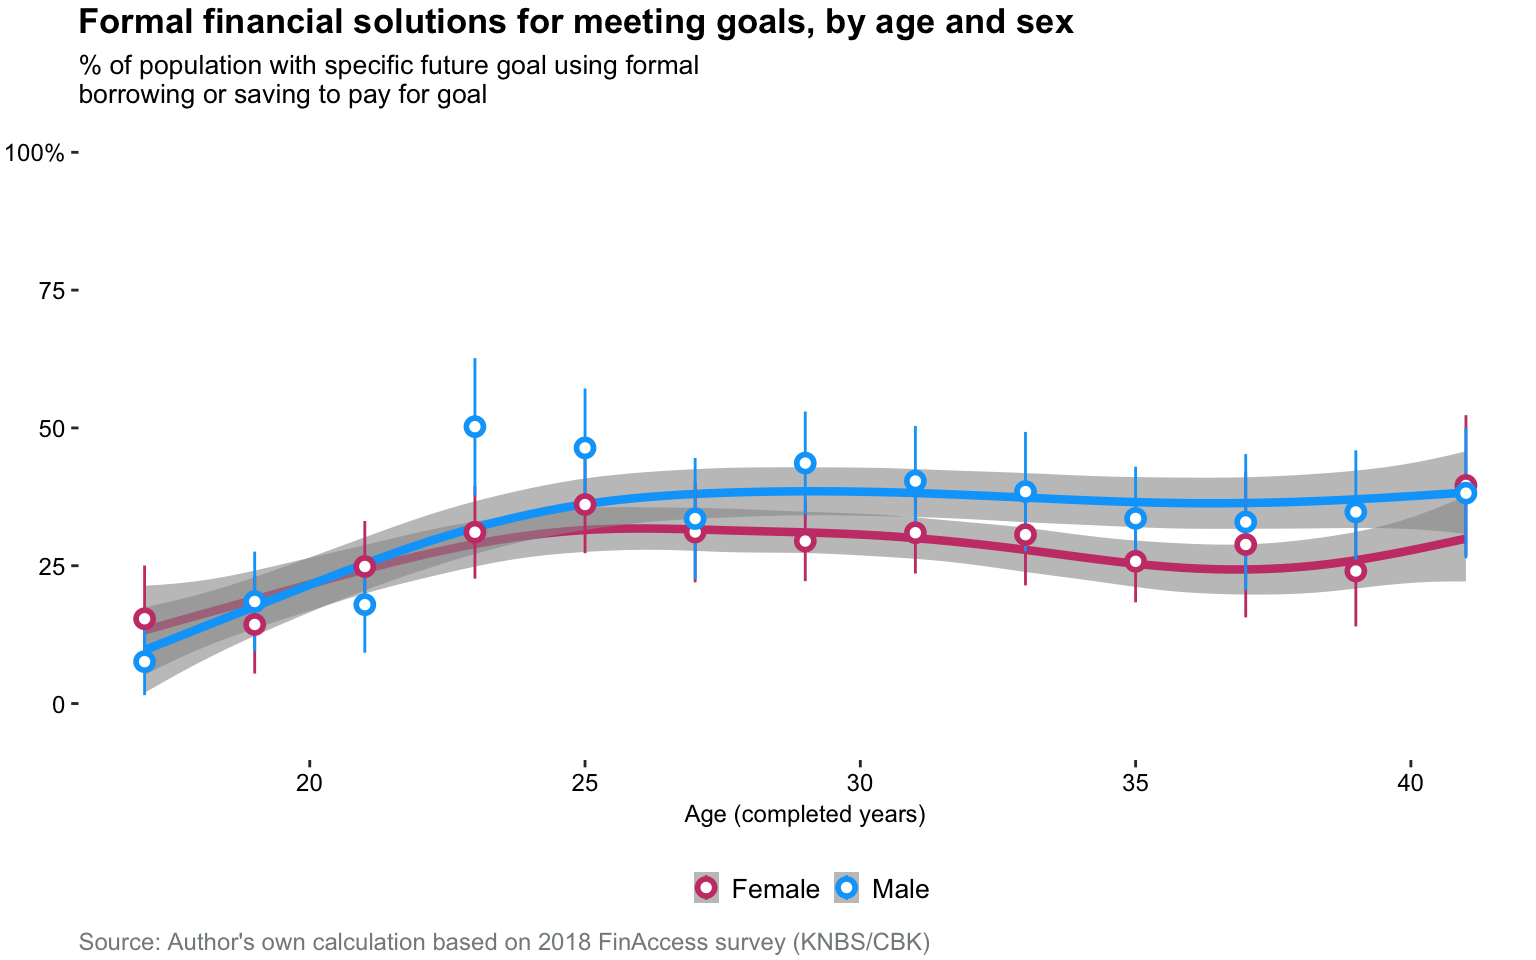 Formal financial solutions for meeting goals, by age and sex
% of population with specific future goal using formal
borrowing or saving to pay for goal
100%
75
50
25
0
20 25 30 35 40
Age (completed years)
Female Male
Source: Author's own calculation based on 2018 FinAccess survey (KNBS/CBK)